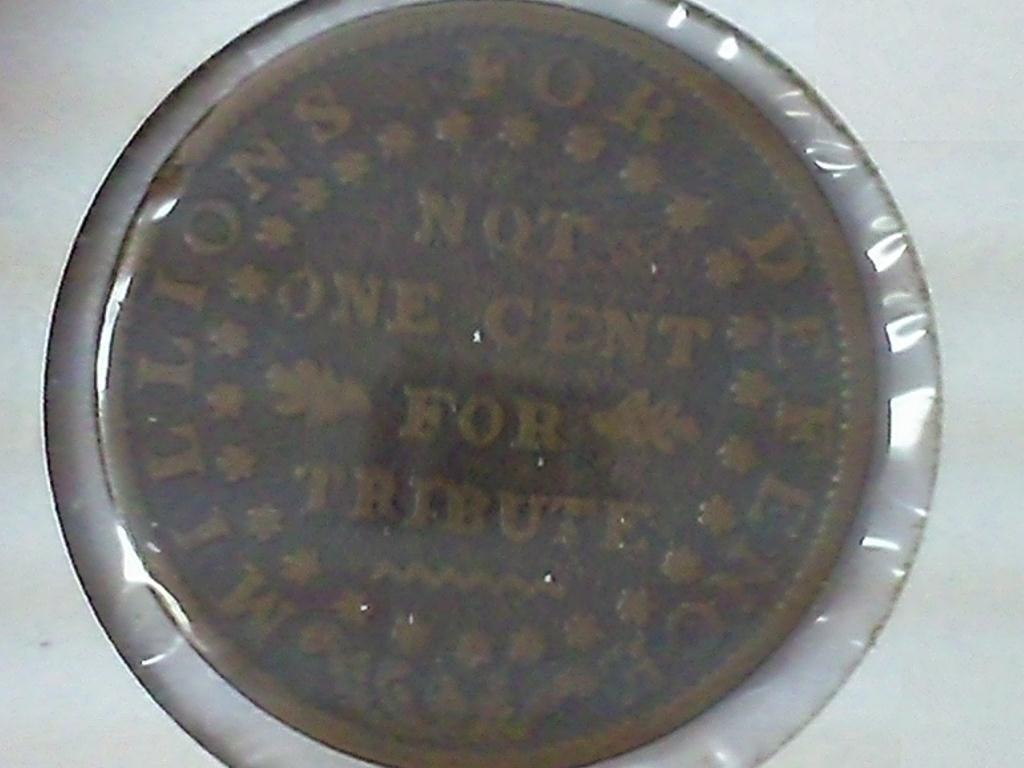 MILLIONS FOR DEFENCE
NOT
ONE CENT
FOR
TRIBUTE